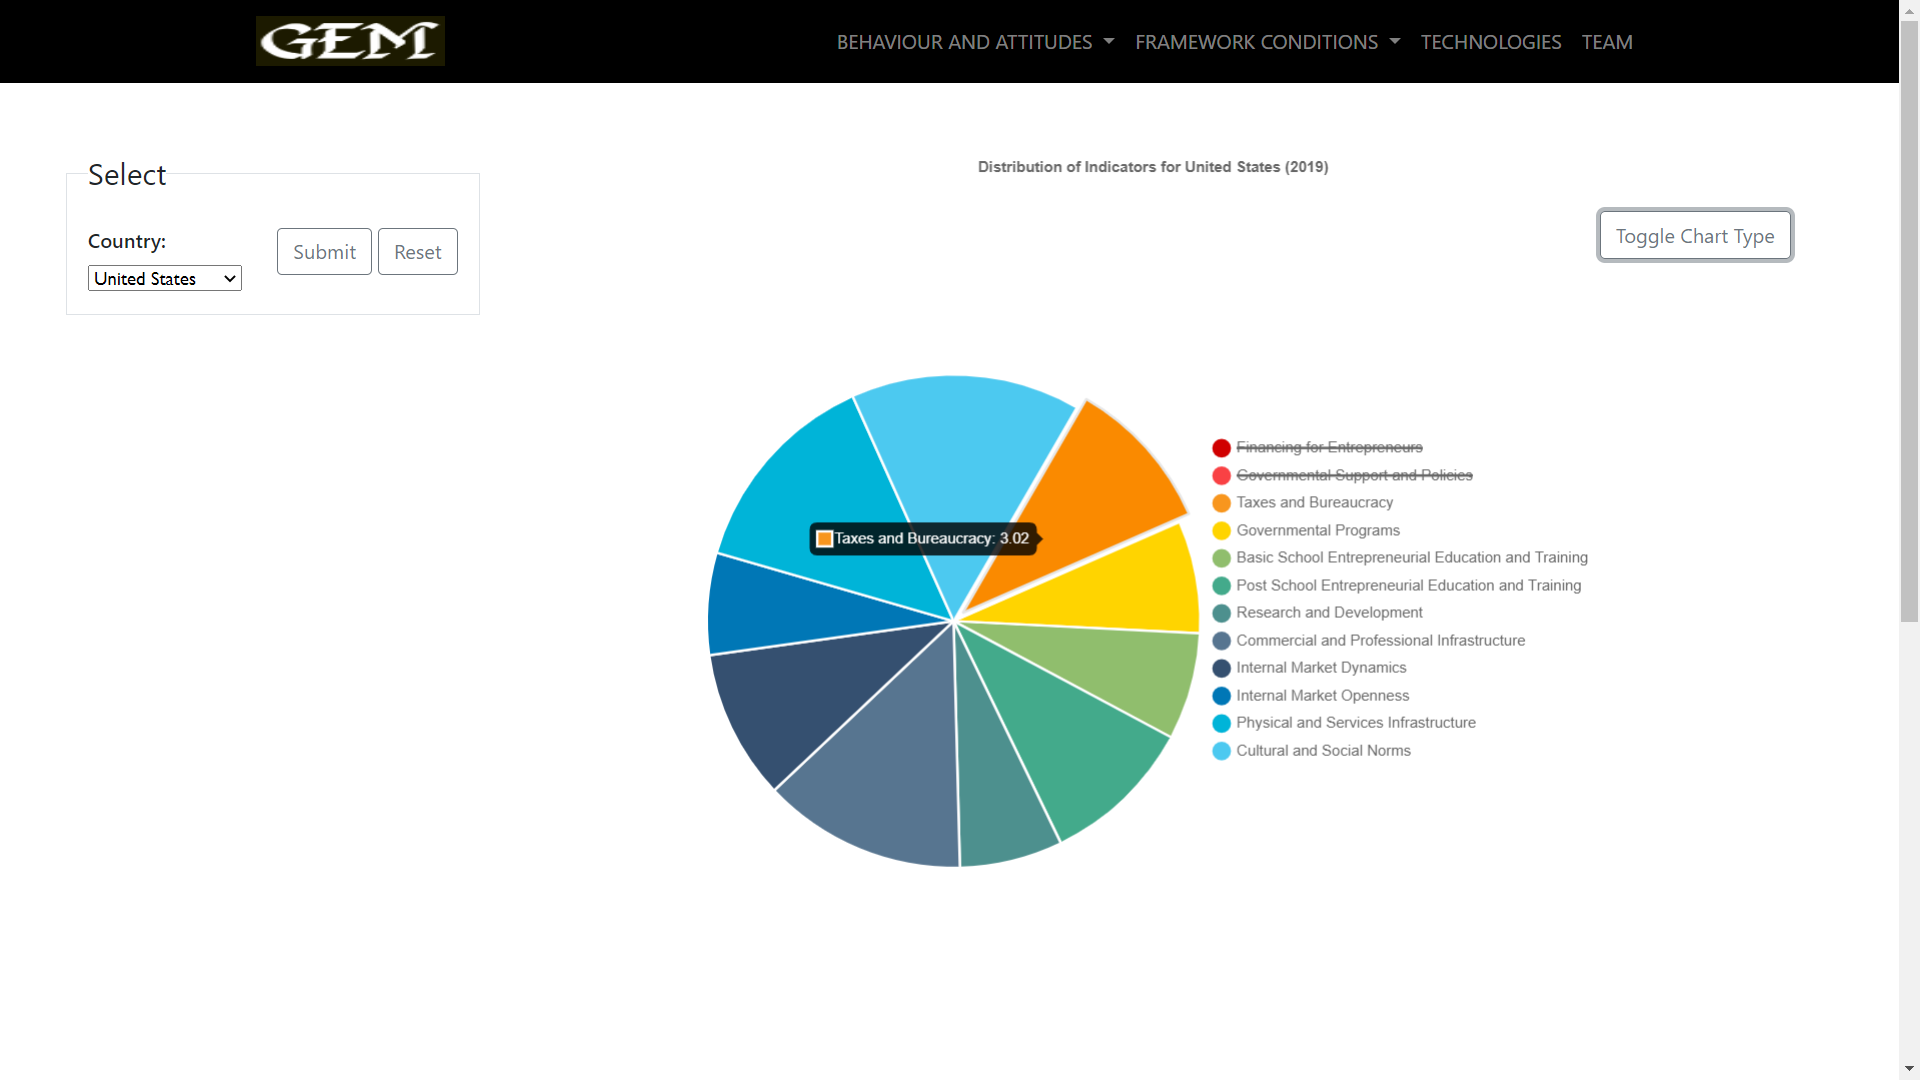 GEM
BEHAVIOUR AND ATTITUDES
FRAMEWORK CONDITIONS
TECHNOLOGIES
TEAM
Select
Country:
United States
Submit
Reset
Distribution of Indicators for United States (2019)
Toggle Chart Type
Taxes and Bureaucracy: 3.02
Financing for Entrepreneurs
Governmental Support and Policies
Taxes and Bureaucracy
Governmental Programs
Basic School Entrepreneurial Education and Training
Post School Entrepreneurial Education and Training
Research and Development
Commercial and Professional Infrastructure
Internal Market Dynamics
Internal Market Openness
Physical and Services Infrastructure
Cultural and Social Norms